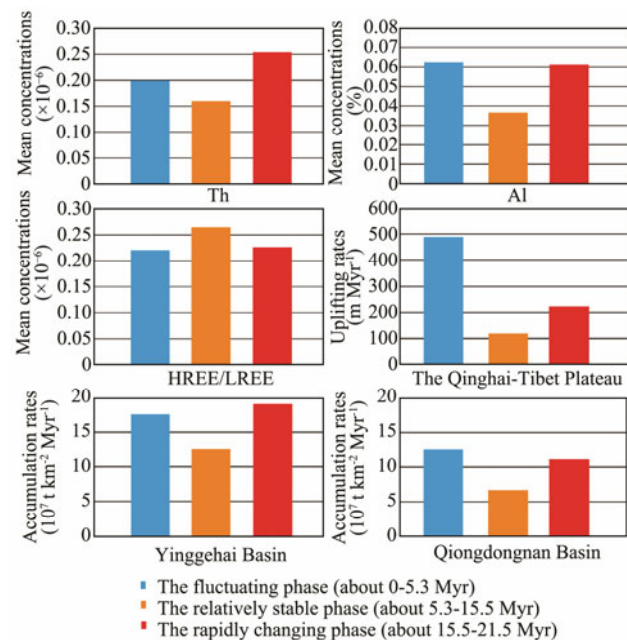 Mean concentrations
(×10⁻⁶)
0.30
0.25
0.20
0.15
0.10
0.05
0
Th
Mean concentrations
(%)
0.08
0.07
0.06
0.05
0.04
0.03
0.02
0.01
0
Al
Mean concentrations
(×10⁻⁶)
0.30
0.25
0.20
0.15
0.10
0.05
0
HREE/LREE
Uplifting rates
(m Myr⁻¹)
600
500
400
300
200
100
0
The Qinghai-Tibet Plateau
Accumulation rates
(10⁷ t km⁻² Myr⁻¹)
20
15
10
5
0
Yinggehai Basin
Accumulation rates
(10⁷ t km⁻² Myr⁻¹)
20
15
10
5
0
Qiongdongnan Basin
The fluctuating phase (about 0-5.3 Myr)
The relatively stable phase (about 5.3-15.5 Myr)
The rapidly changing phase (about 15.5-21.5 Myr)